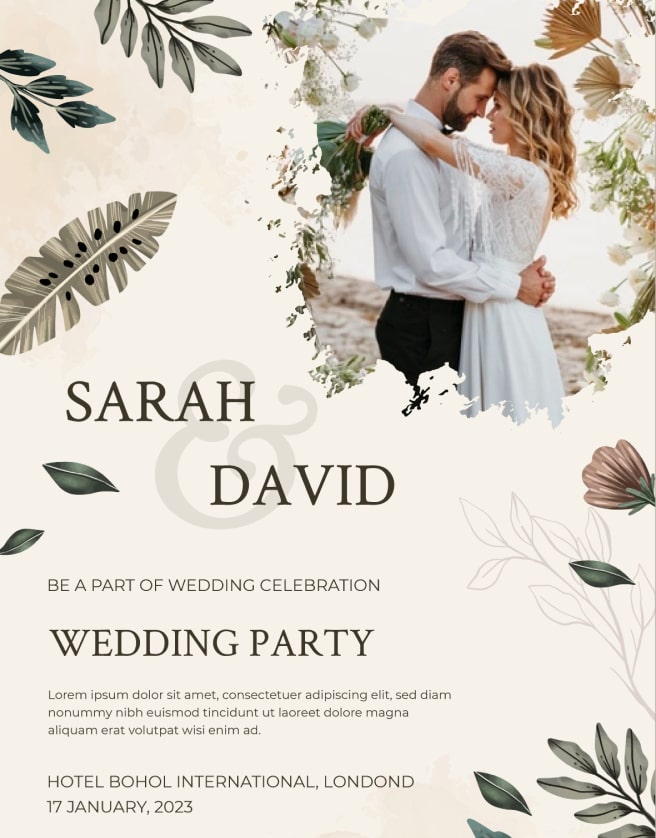 SARAH
&
DAVID
BE A PART OF WEDDING CELEBRATION
WEDDING PARTY
Lorem ipsum dolor sit amet, consectetuer adipiscing elit, sed diam
nonummy nibh euismod tincidunt ut laoreet dolore magna
aliquam erat volutpat wisi enim ad.
HOTEL BOHOL INTERNATIONAL, LONDOND
17 JANUARY, 2023